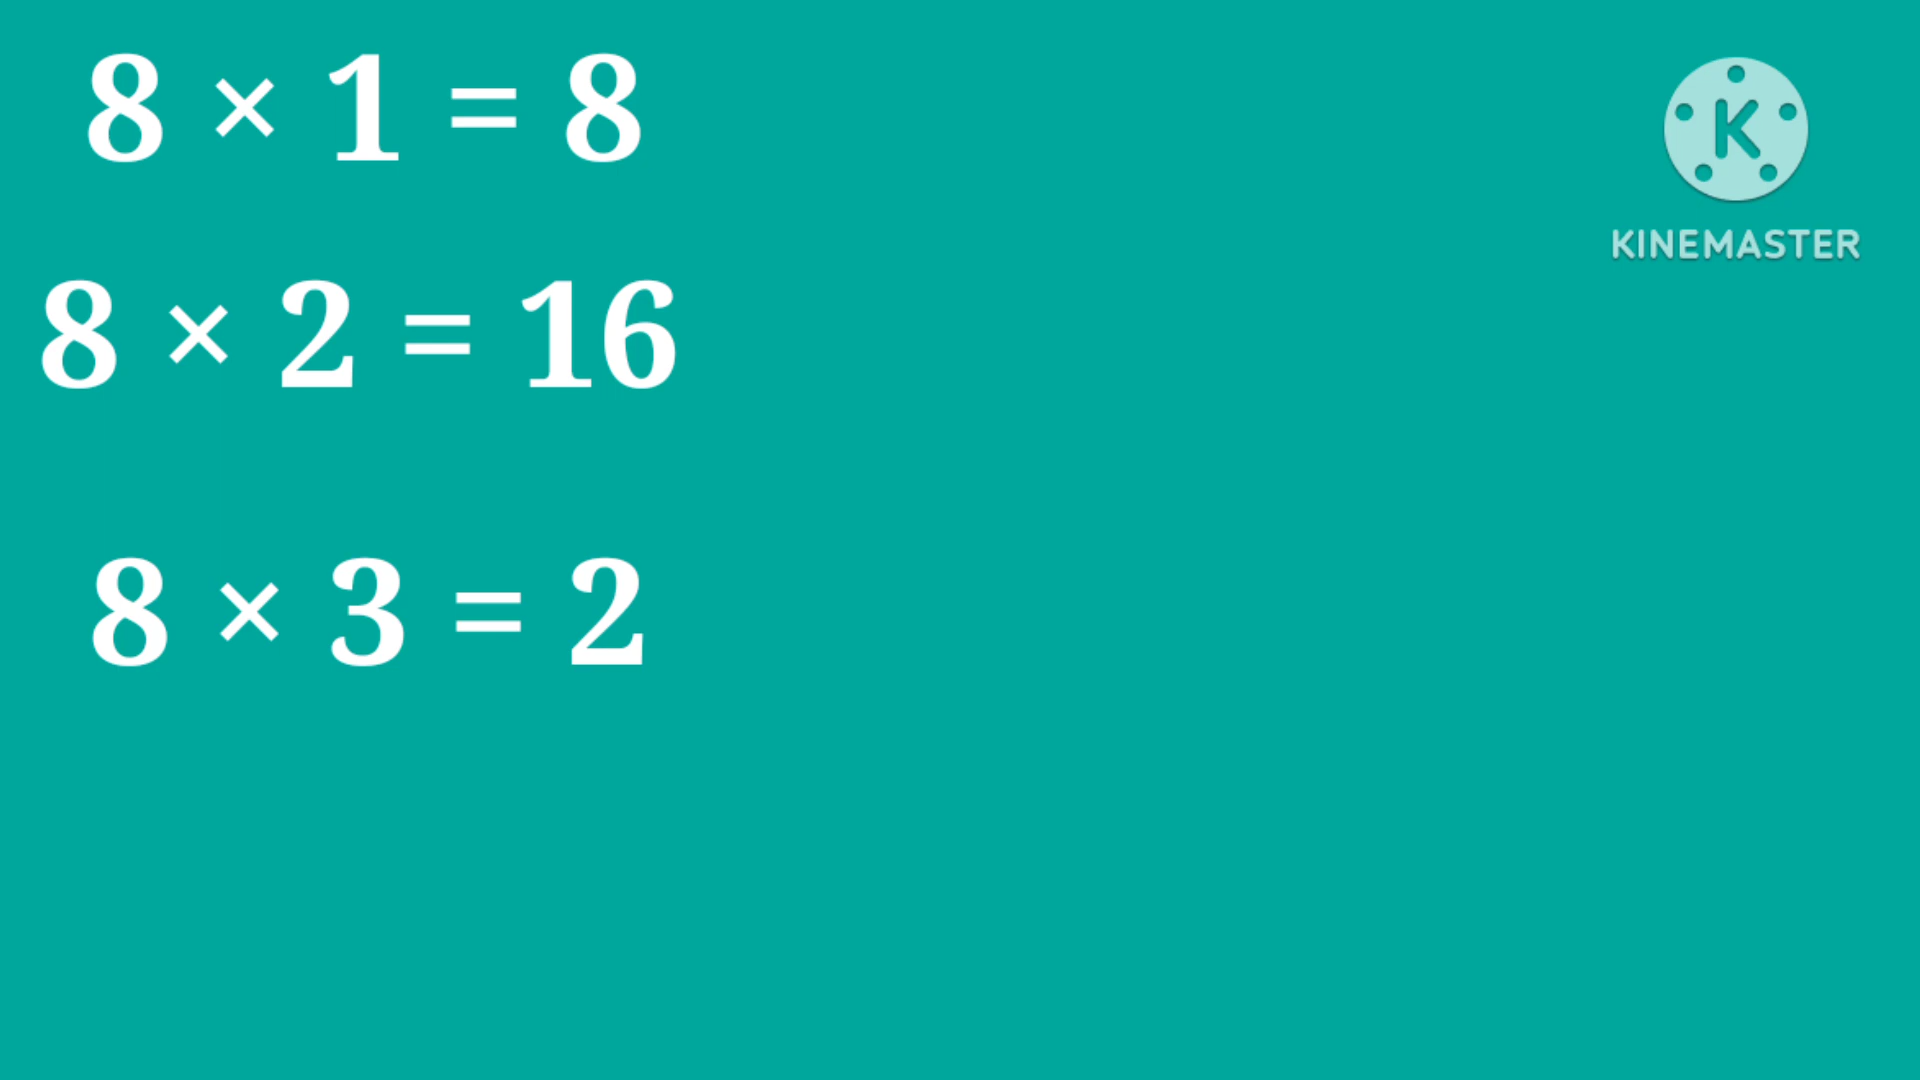 8 × 1 = 8
KINEMASTER
8 × 2 = 16
8 × 3 = 2